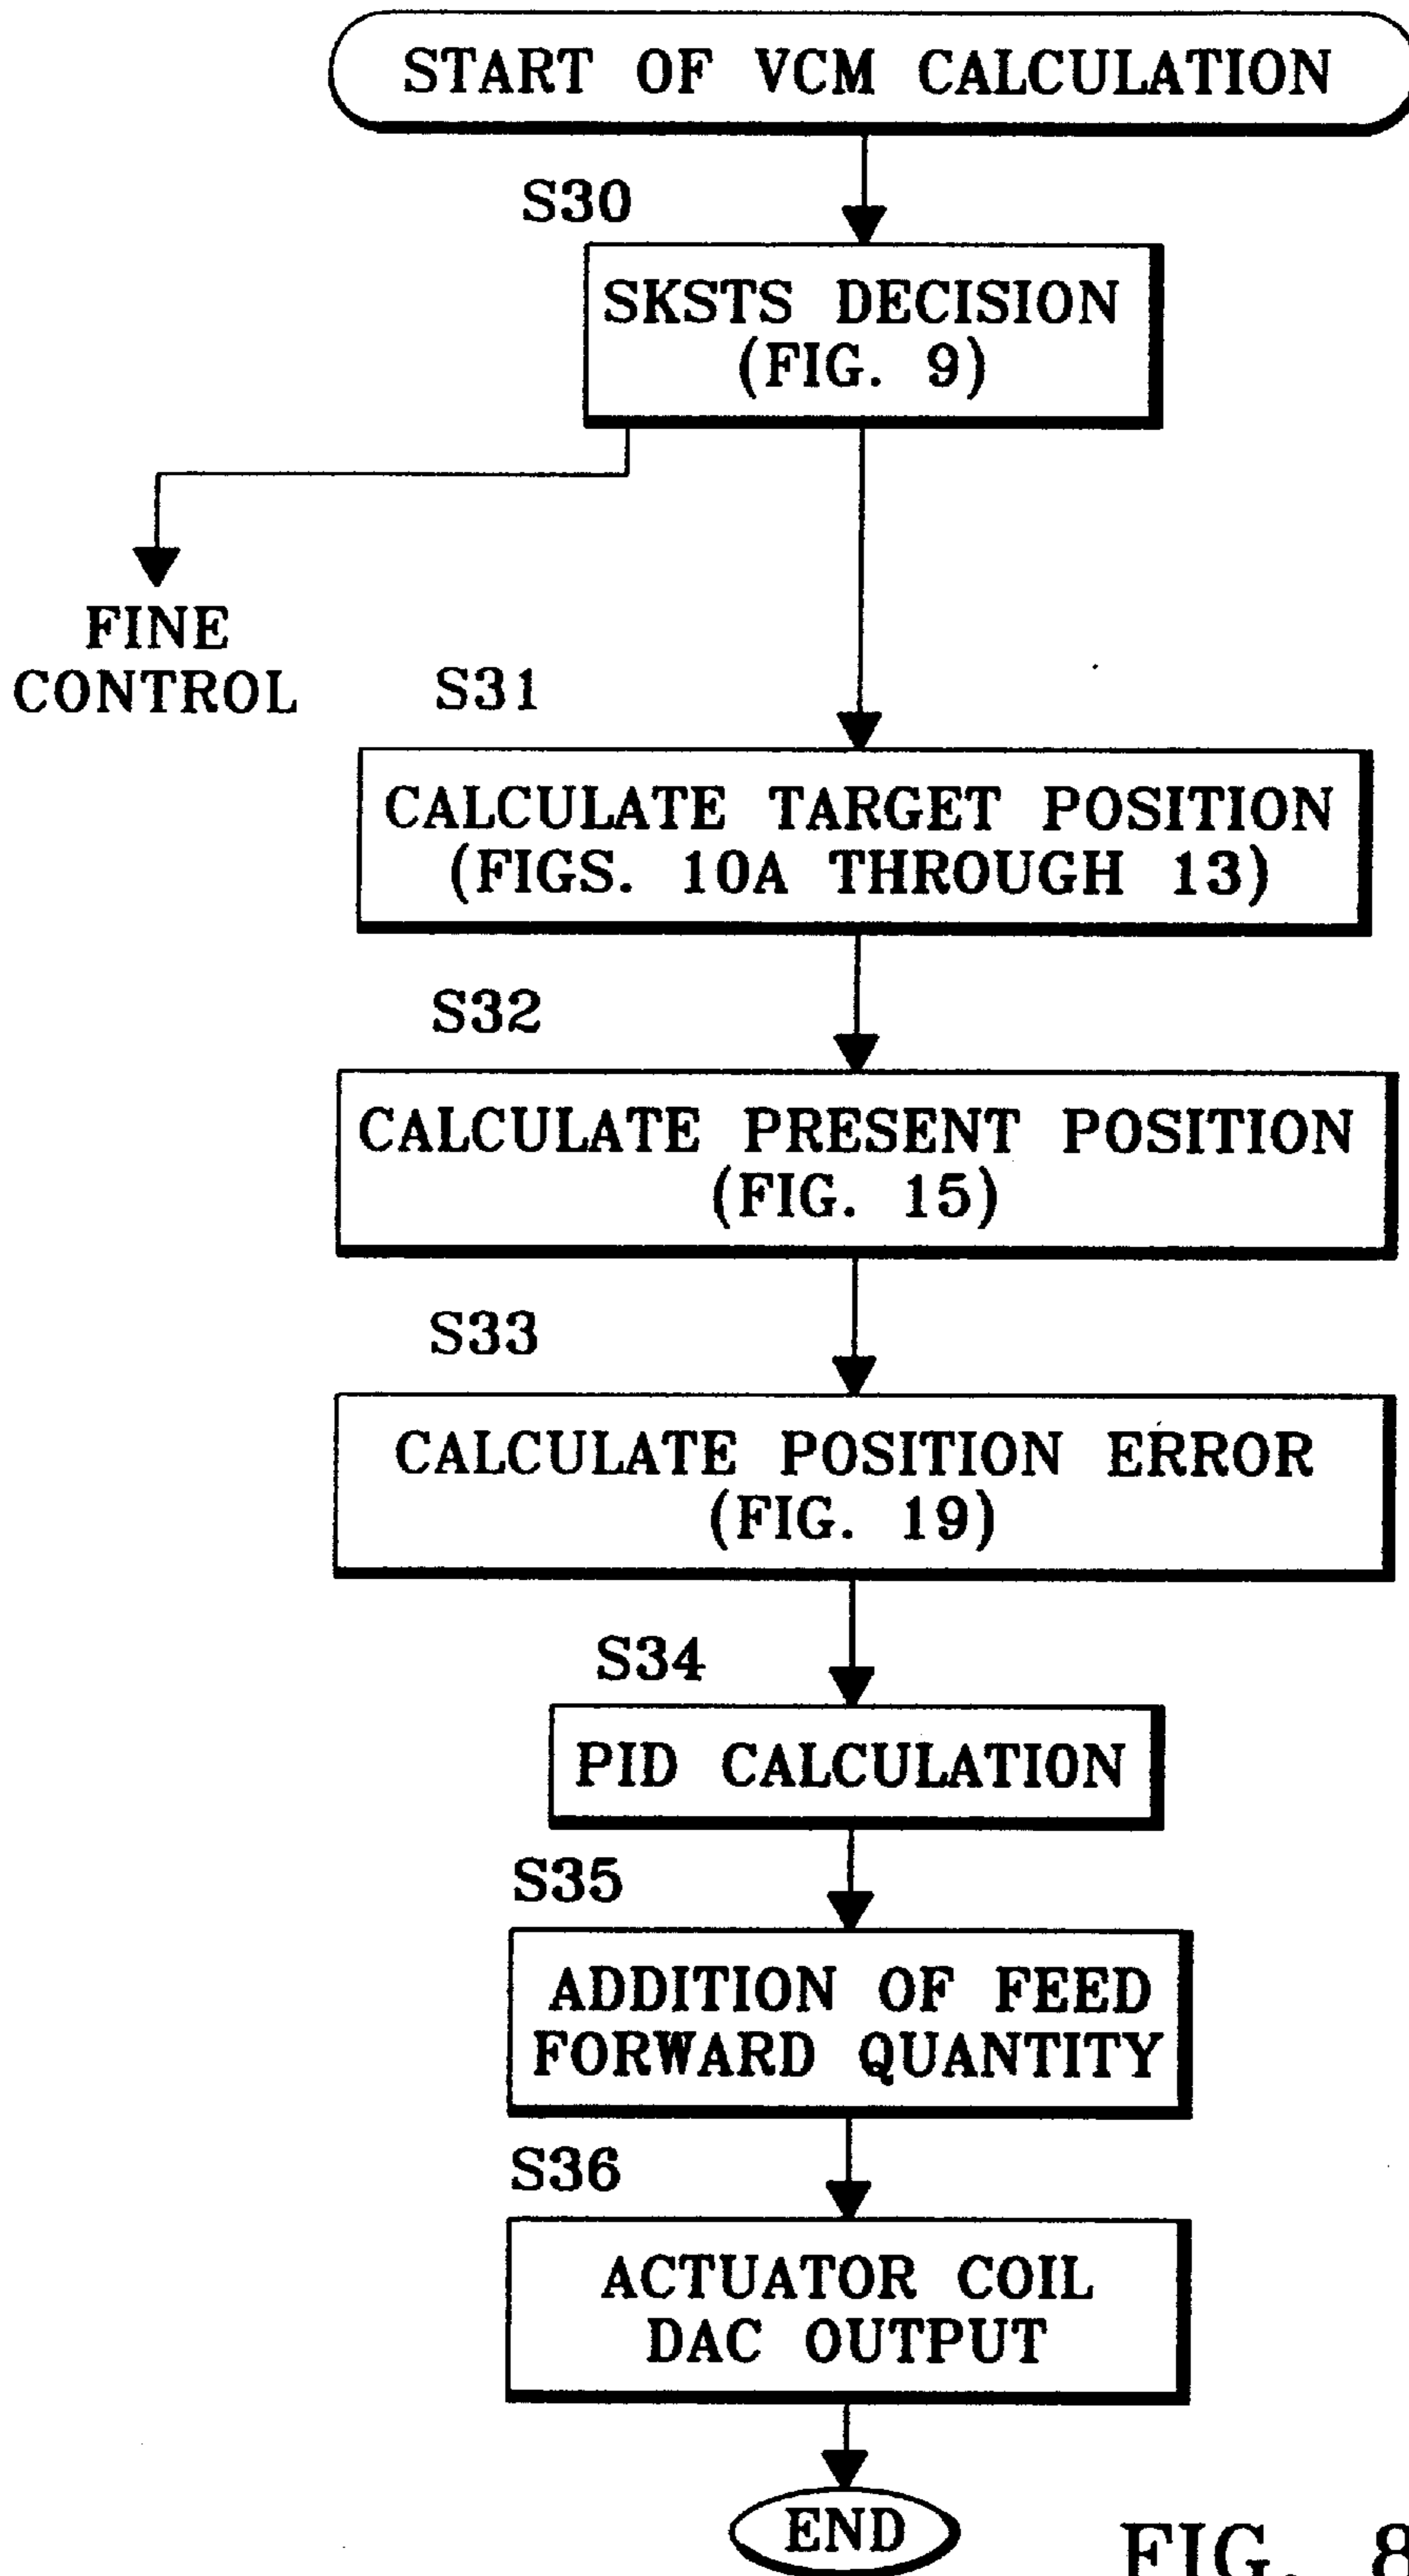 START OF VCM CALCULATION
S30
SKSTS DECISION
(FIG. 9)
FINE
CONTROL
S31
CALCULATE TARGET POSITION
(FIGS. 10A THROUGH 13)
S32
CALCULATE PRESENT POSITION
(FIG. 15)
S33
CALCULATE POSITION ERROR
(FIG. 19)
S34
PID CALCULATION
S35
ADDITION OF FEED
FORWARD QUANTITY
S36
ACTUATOR COIL
DAC OUTPUT
END
FIG. 8